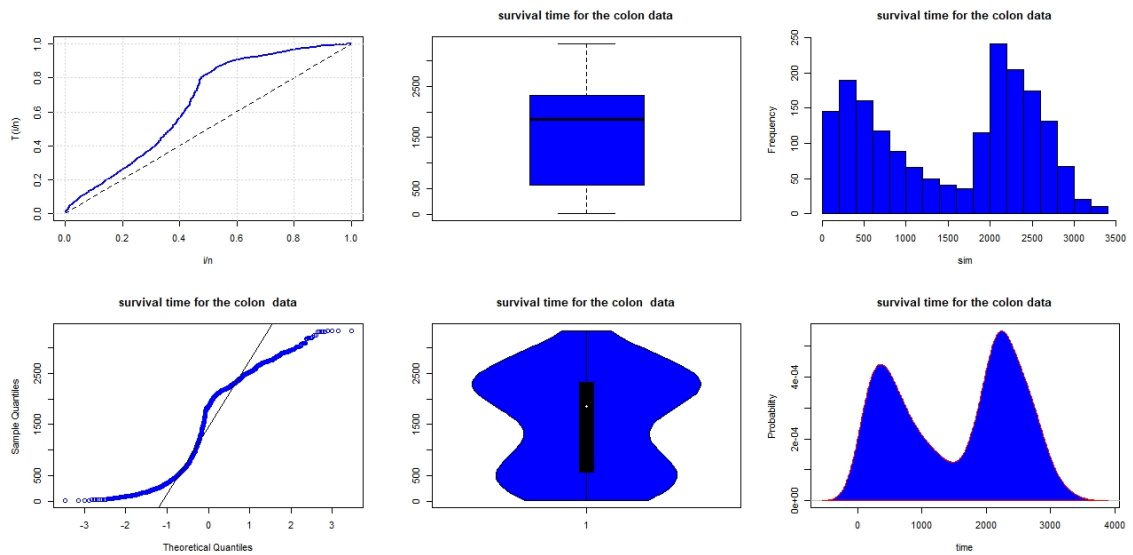 survival time for the colon data
survival time for the colon data
T(i/n)
0.0 0.2 0.4 0.6 0.8 1.0
0.0 0.2 0.4 0.6 0.8 1.0
i/n
0 500 1500 2500
Frequency
0 50 100 150 200 250
0 500 1000 1500 2000 2500 3000 3500
sim
survival time for the colon  data
survival time for the colon  data
survival time for the colon data
Sample Quantiles
0 500 1500 2500
-3 -2 -1 0 1 2 3
Theoretical Quantiles
0 500 1500 2500
1
Probability
0e+00 2e-04 4e-04
0 1000 2000 3000 4000
time